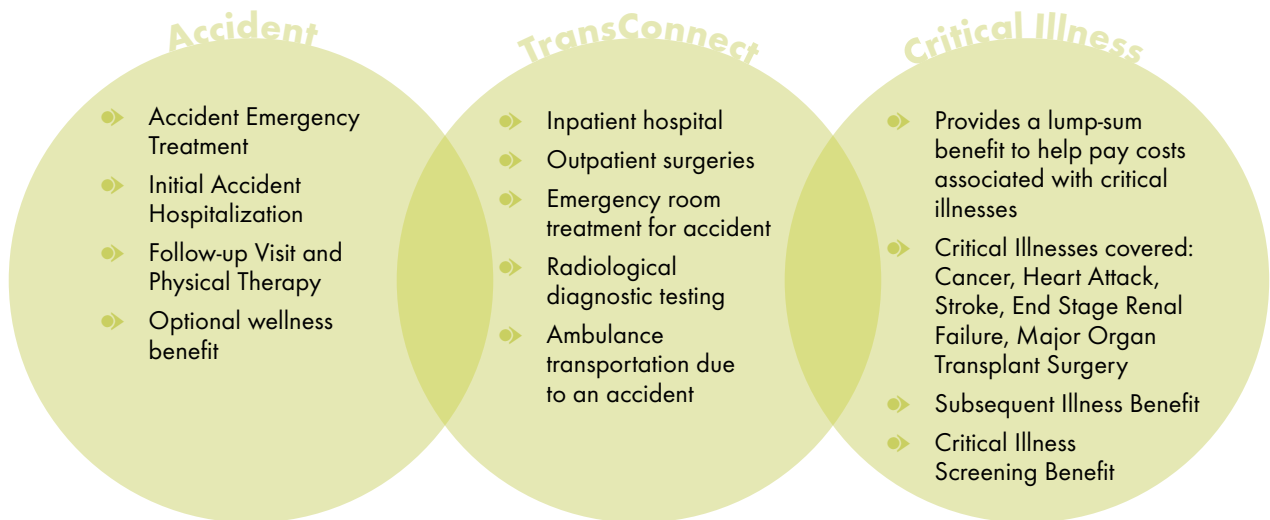 Accident
Accident Emergency
Treatment
Initial Accident
Hospitalization
Follow-up Visit and
Physical Therapy
Optional wellness
benefit
TransConnect
Inpatient hospital
Outpatient surgeries
Emergency room
treatment for accident
Radiological
diagnostic testing
Ambulance
transportation due
to an accident
Critical Illness
Provides a lump-sum
benefit to help pay costs
associated with critical
illnesses
Critical Illnesses covered:
Cancer, Heart Attack,
Stroke, End Stage Renal
Failure, Major Organ
Transplant Surgery
Subsequent Illness Benefit
Critical Illness
Screening Benefit